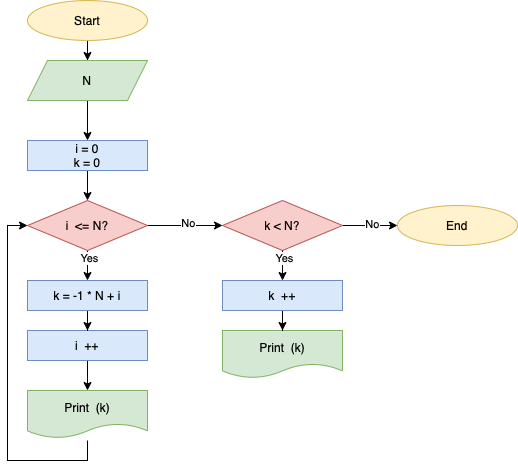 Start
N
i = 0
k = 0
i <= N?
No
k < N?
No
End
Yes
Yes
k = -1 * N + i
k ++
i ++
Print (k)
Print (k)